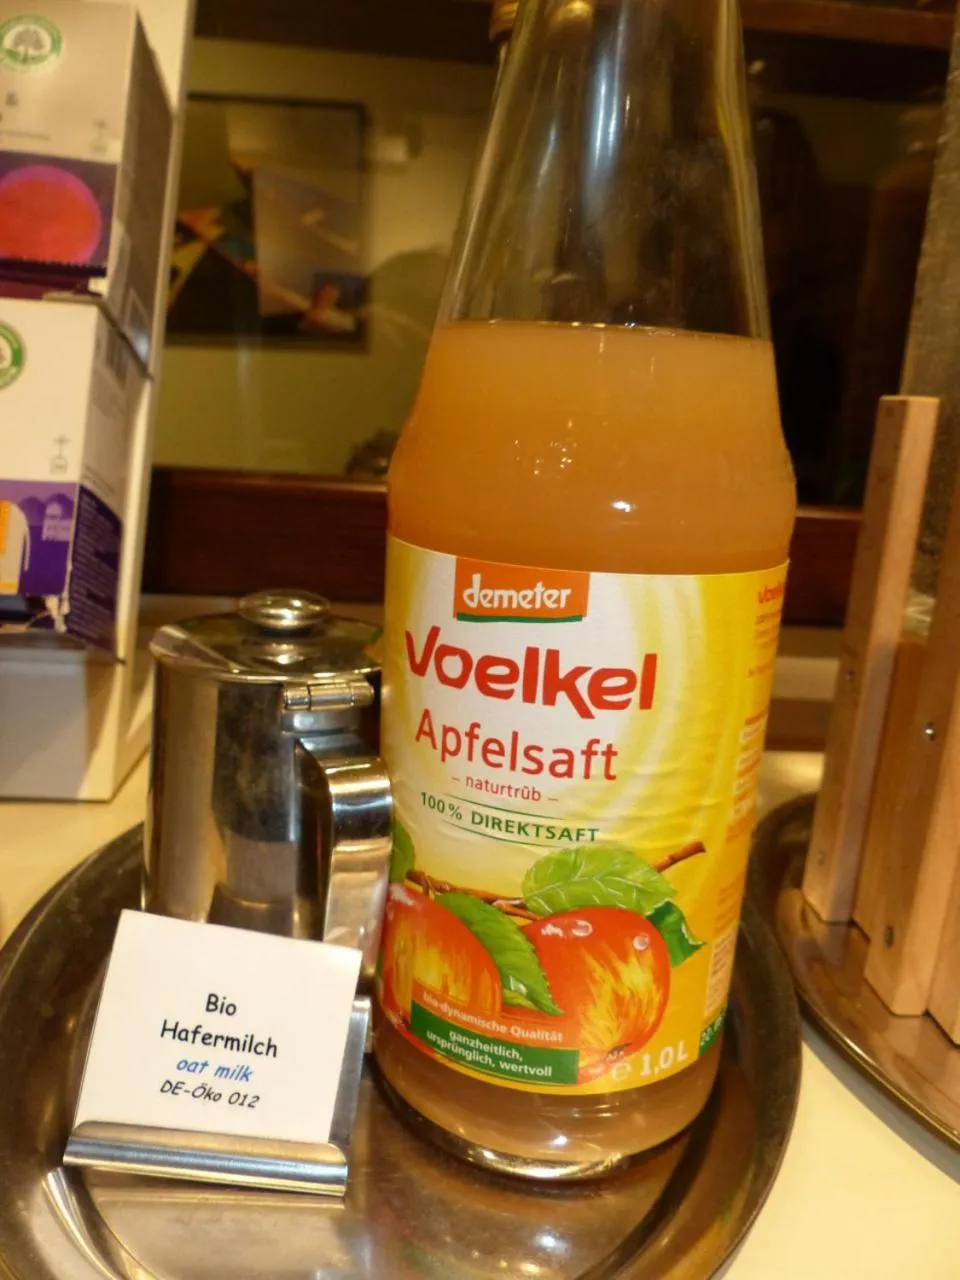 demeter
Voelkel
Apfelsaft
– naturtrüb –
100% DIREKTSAFT
bio-dynamische Qualität
ganzheitlich,
ursprünglich, wertvoll
e 1,0L
Bio
Hafermilch
oat milk
DE-Öko 012